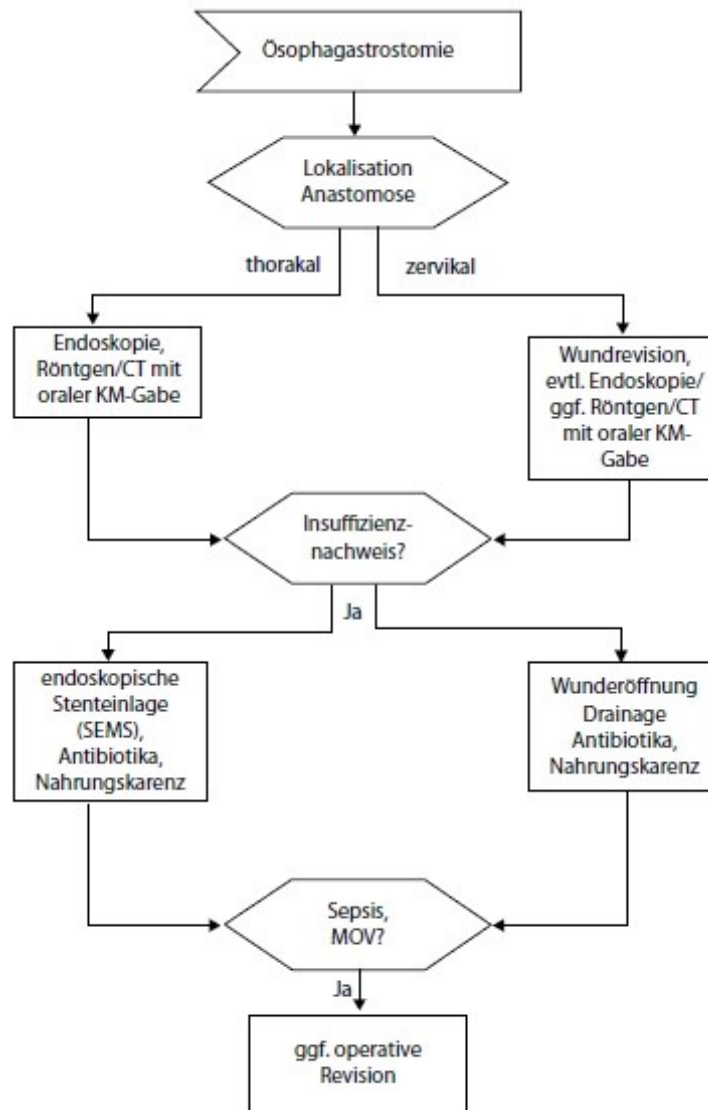 Ösophagastrostomie
Lokalisation
Anastomose
thorakal
zervikal
Endoskopie,
Röntgen/CT mit
oraler KM-Gabe
Wundrevision,
evtl. Endoskopie/
ggf. Röntgen/CT
mit oraler KM-
Gabe
Insuffizienz-
nachweis?
Ja
endoskopische
Stenteinlage
(SEMS),
Antibiotika,
Nahrungskarenz
Wunderöffnung
Drainage
Antibiotika,
Nahrungskarenz
Sepsis,
MOV?
Ja
ggf. operative
Revision